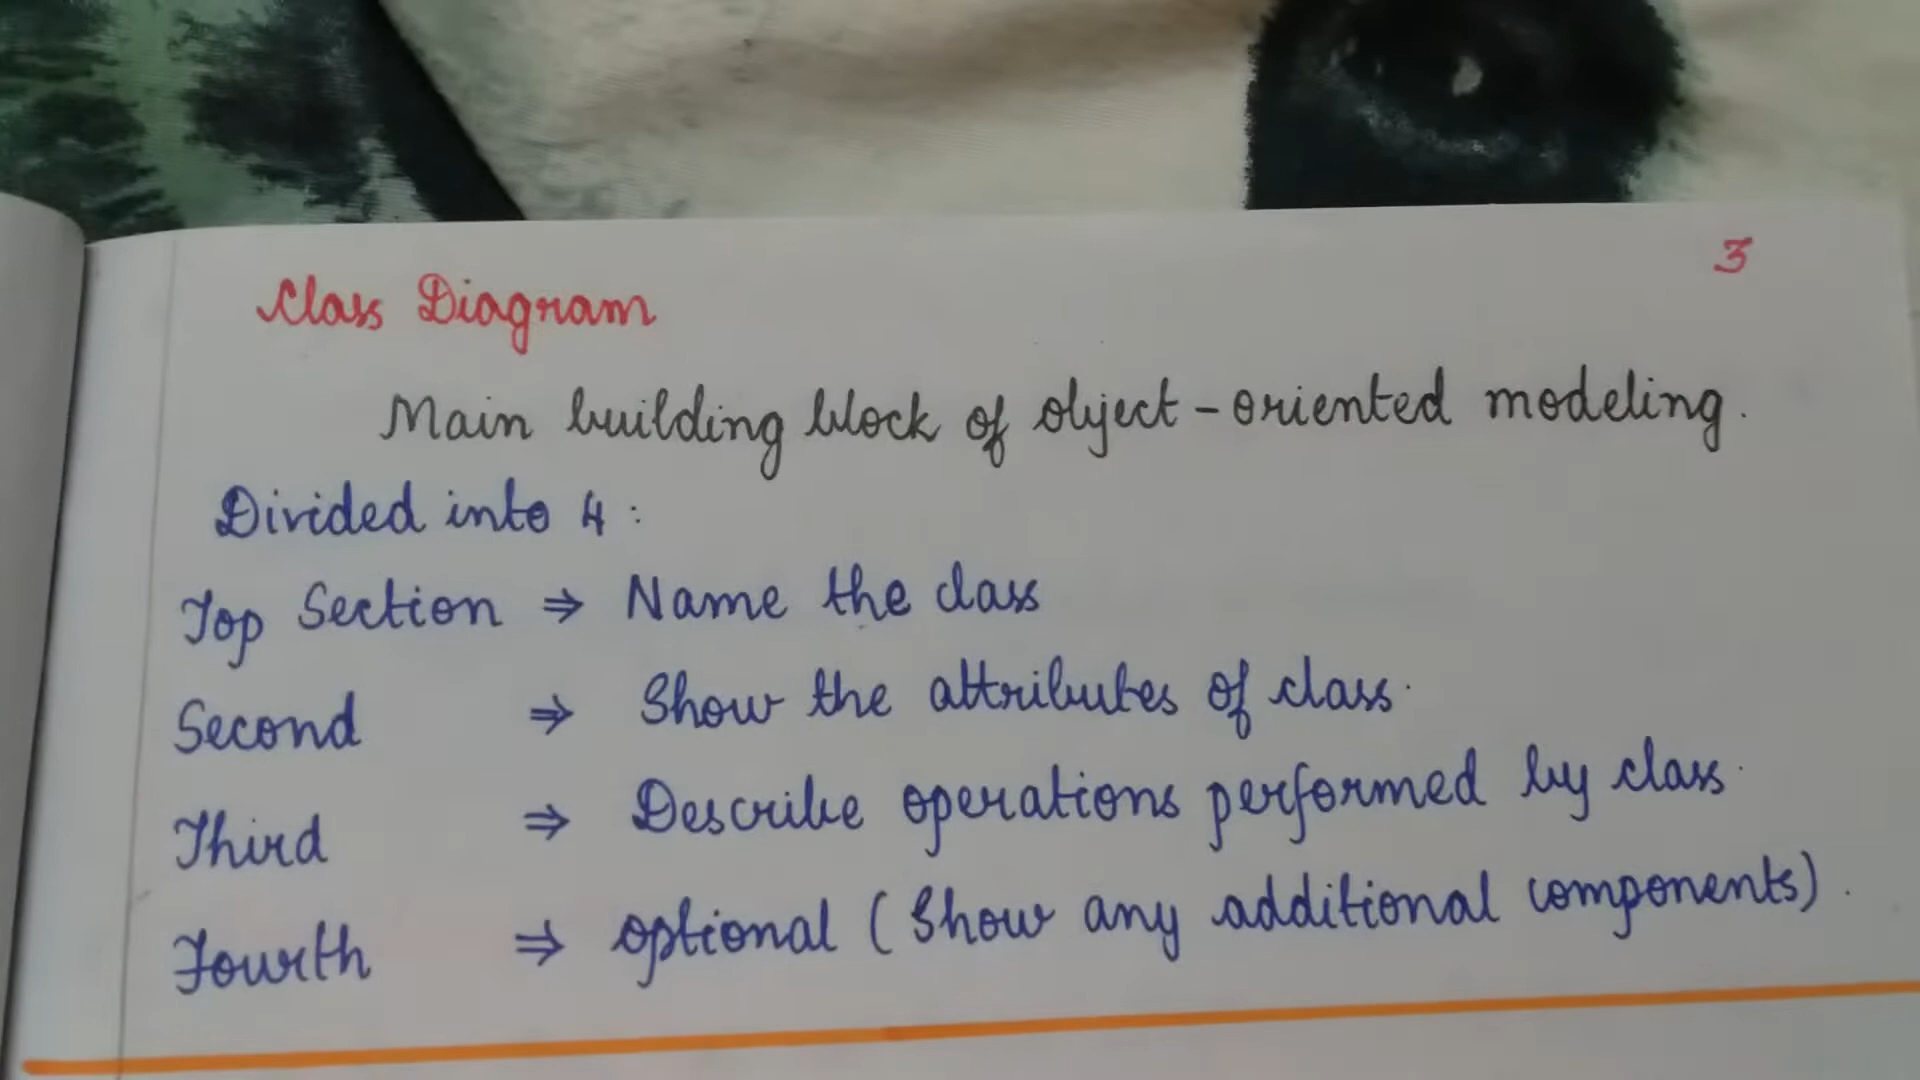 3
Class Diagram
Main building block of object-oriented modeling.
Divided into 4:
Top Section ⇒ Name the class
Second ⇒ Show the attributes of class.
Third ⇒ Describe operations performed by class.
Fourth ⇒ optional (Show any additional components).